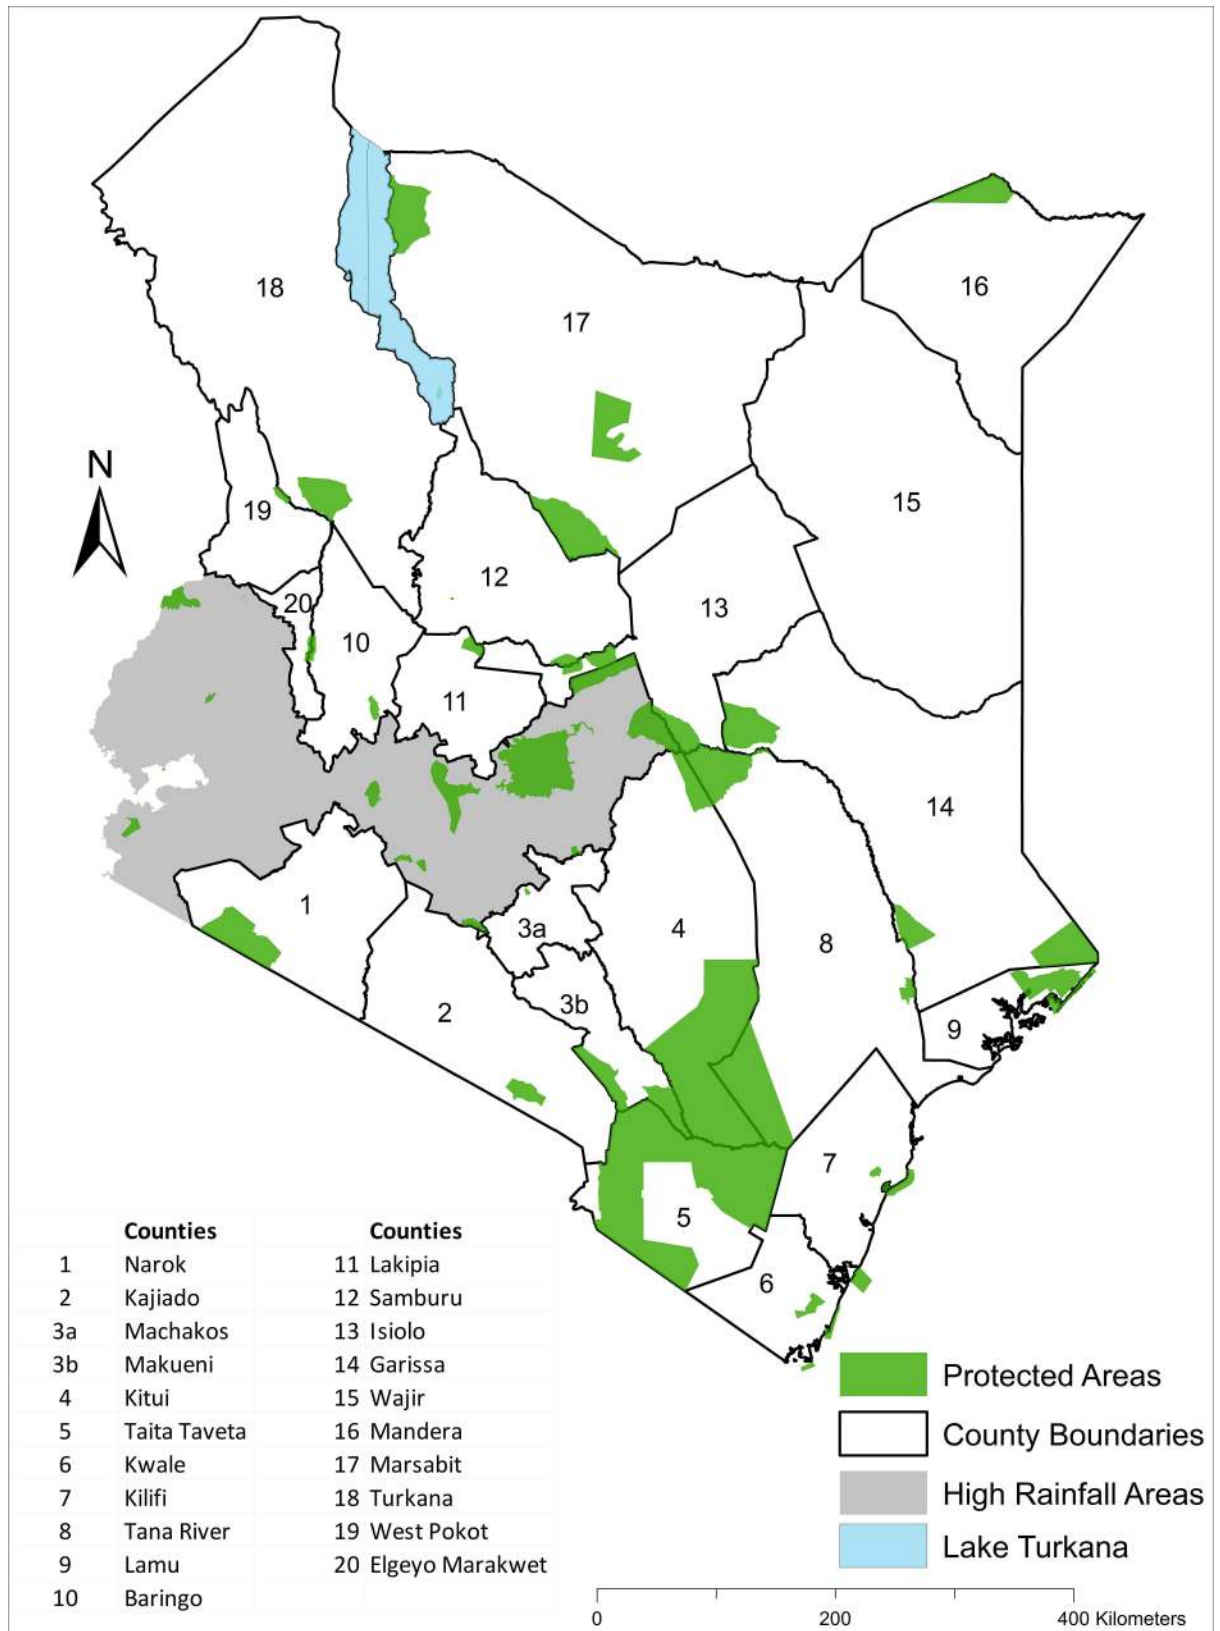 18
17
16
N
19
15
12
20
13
10
11
14
1
3a
4
8
2
3b
9
7
5
6
Counties Counties
1 Narok 11 Lakipia
2 Kajiado 12 Samburu
3a Machakos 13 Isiolo
3b Makueni 14 Garissa
4 Kitui 15 Wajir
5 Taita Taveta 16 Mandera
6 Kwale 17 Marsabit
7 Kilifi 18 Turkana
8 Tana River 19 West Pokot
9 Lamu 20 Elgeyo Marakwet
10 Baringo
Protected Areas
County Boundaries
High Rainfall Areas
Lake Turkana
0 200 400 Kilometers